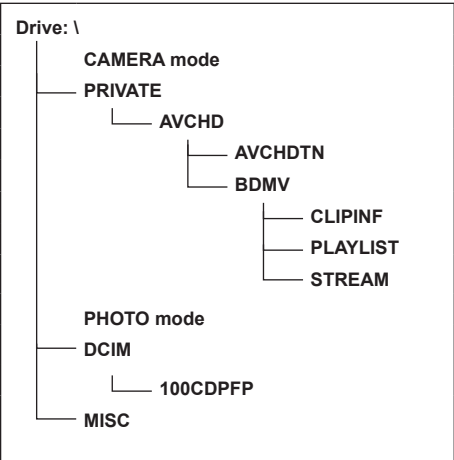 Drive: \
CAMERA mode
PRIVATE
AVCHD
AVCHDTN
BDMV
CLIPINF
PLAYLIST
STREAM
PHOTO mode
DCIM
100CDPFP
MISC